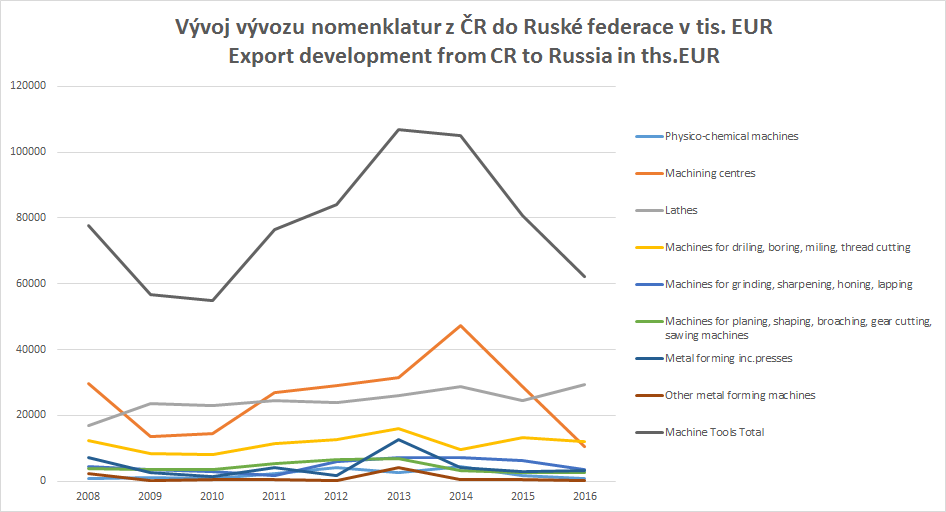 Vývoj vývozu nomenklatur z ČR do Ruské federace v tis. EUR
Export development from CR to Russia in ths.EUR
120000
100000
80000
60000
40000
20000
0
2008 2009 2010 2011 2012 2013 2014 2015 2016
Physico-chemical machines
Machining centres
Lathes
Machines for driling, boring, miling, thread cutting
Machines for grinding, sharpening, honing, lapping
Machines for planing, shaping, broaching, gear cutting,
sawing machines
Metal forming inc.presses
Other metal forming machines
Machine Tools Total